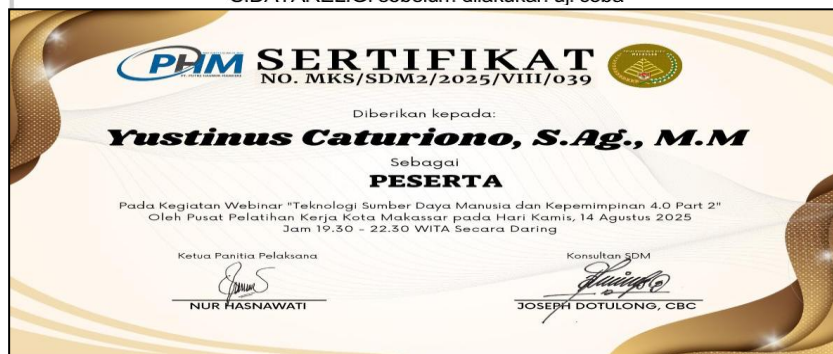 PHM
SERTIFIKAT
NO. MKS/SDM2/2025/VIII/039
Diberikan kepada:
Yustinus Caturiono, S.Ag., M.M
Sebagai
PESERTA
Pada Kegiatan Webinar "Teknologi Sumber Daya Manusia dan Kepemimpinan 4.0 Part 2"
Oleh Pusat Pelatihan Kerja Kota Makassar pada Hari Kamis, 14 Agustus 2025
Jam 19.30 - 22.30 WITA Secara Daring
Ketua Panitia Pelaksana
Konsultan SDM
NUR HASNAWATI
JOSEPH DOTULONG, CBC